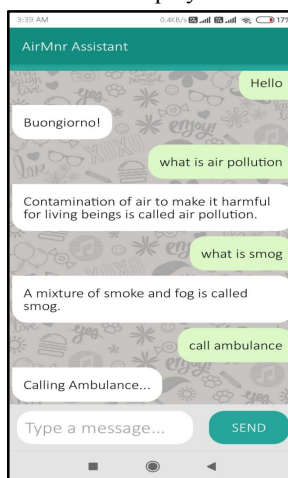 3:39 AM 0.4KB/s 17%
AirMnr Assistant
Hello
Buongiorno!
what is air pollution
Contamination of air to make it harmful
for living beings is called air pollution.
what is smog
A mixture of smoke and fog is called
smog.
call ambulance
Calling Ambulance...
Type a message...
SEND